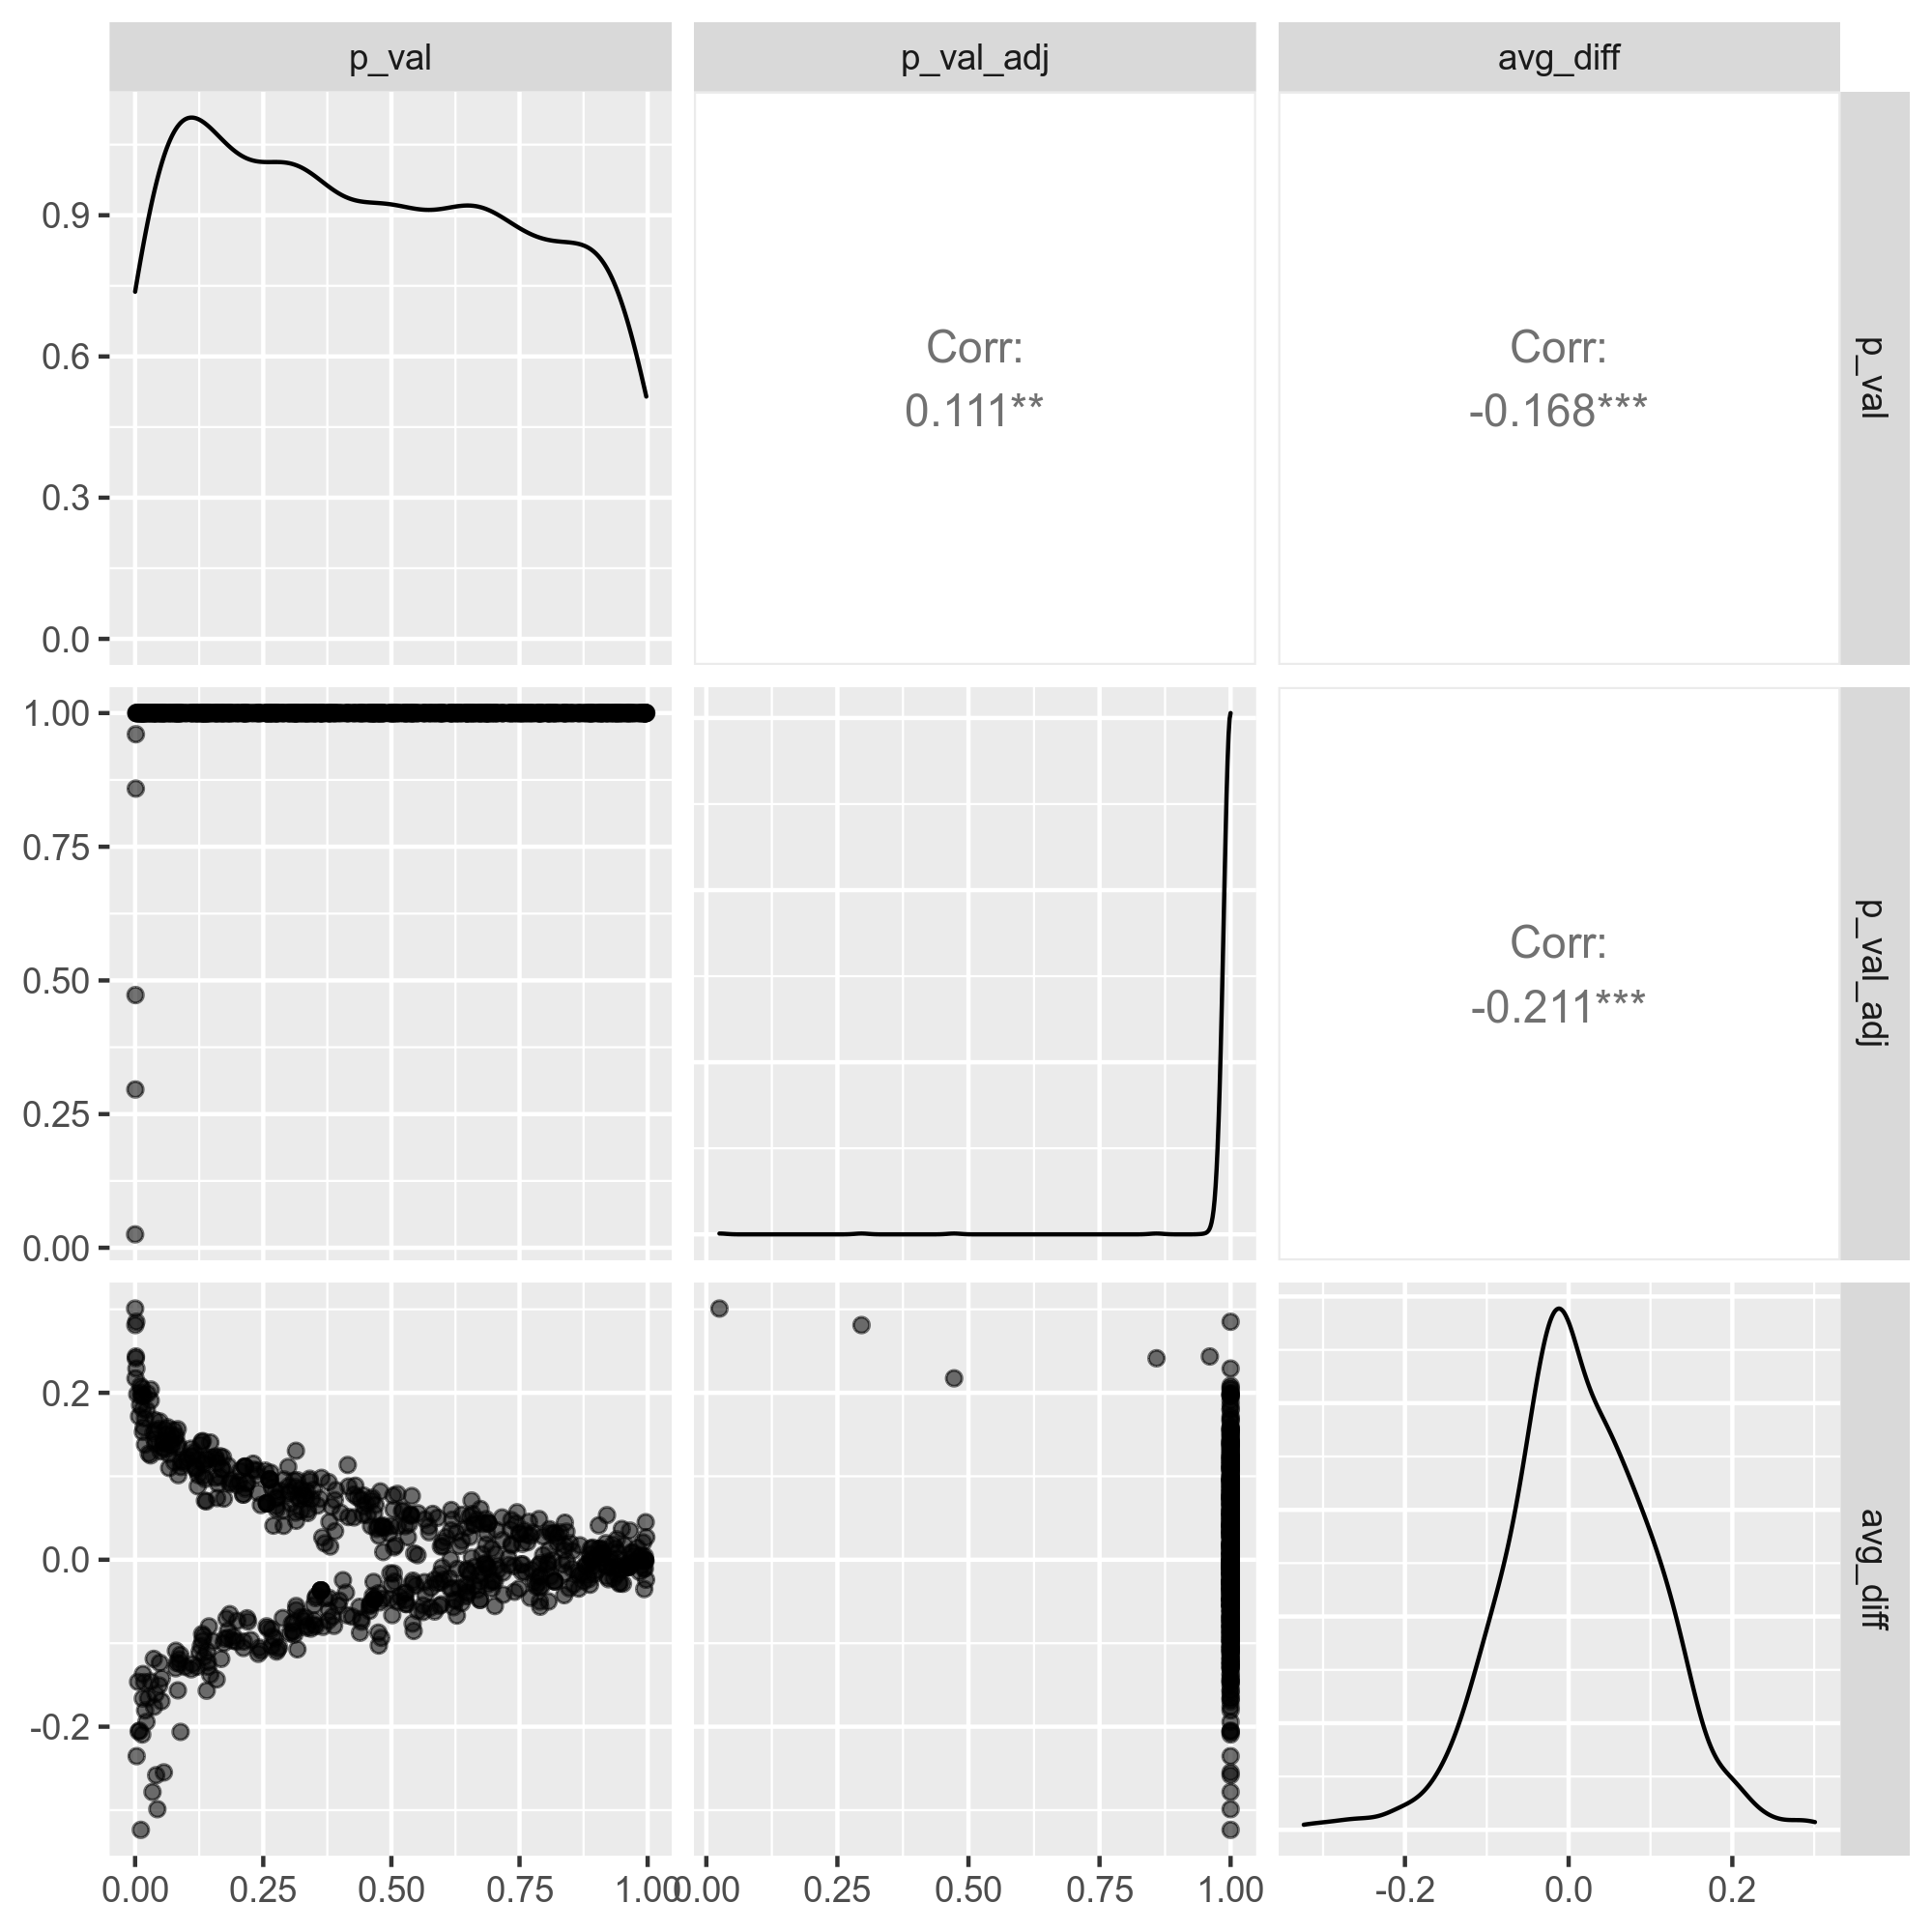 p_val
p_val_adj
avg_diff
0.9
0.6
0.3
0.0
Corr:
0.111**
Corr:
-0.168***
p_val
1.00
0.75
0.50
0.25
0.00
Corr:
-0.211***
p_val_adj
0.2
0.0
-0.2
avg_diff
0.00 0.25 0.50 0.75 1.00
0.00 0.25 0.50 0.75 1.00
-0.2 0.0 0.2